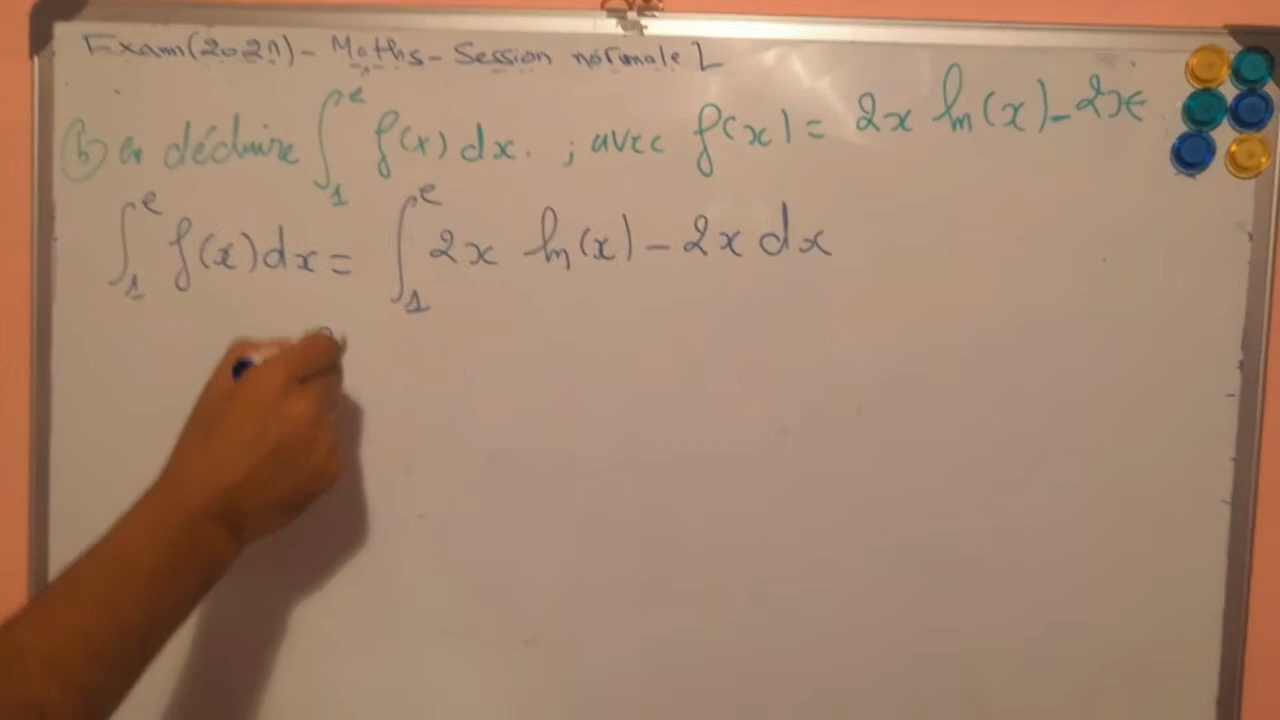 Exam(2021) - Maths - Session normale 2
b) en déduire ∫₁ᵉ f(x) dx. ; avec f(x) = 2x ln(x) - 2x
∫₁ᵉ f(x) dx = ∫₁ᵉ 2x ln(x) - 2x dx